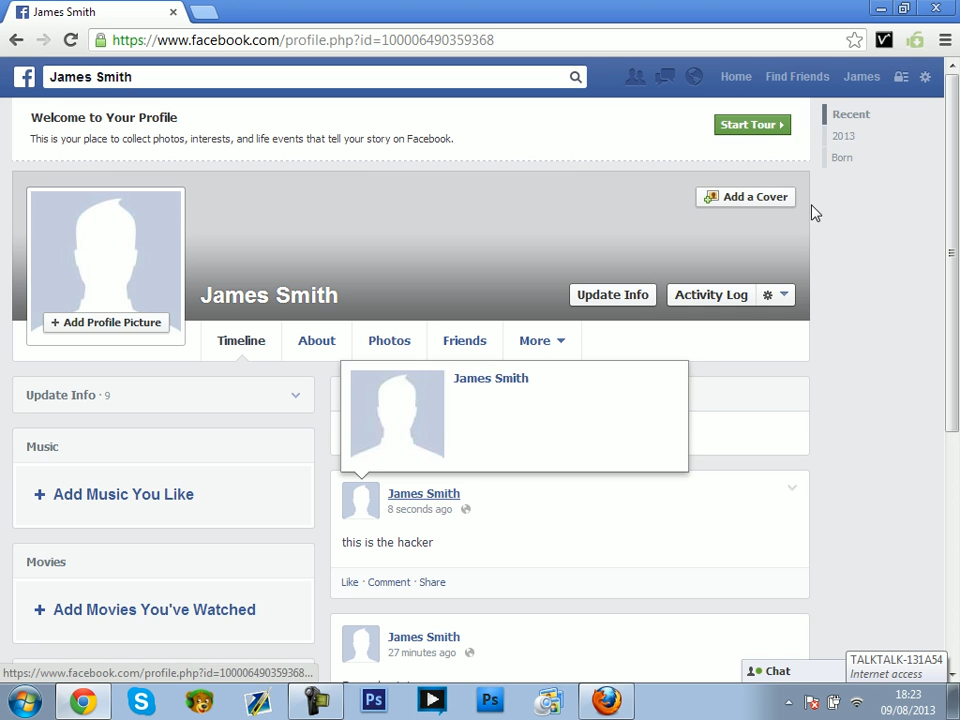 James Smith
https://www.facebook.com/profile.php?id=100006490359368
James Smith
Home
Find Friends
James
Welcome to Your Profile
This is your place to collect photos, interests, and life events that tell your story on Facebook.
Start Tour
Recent
2013
Born
Add a Cover
James Smith
Update Info
Activity Log
+ Add Profile Picture
Timeline
About
Photos
Friends
More
Update Info · 9
James Smith
Music
+ Add Music You Like
James Smith
8 seconds ago
this is the hacker
Like · Comment · Share
Movies
+ Add Movies You've Watched
James Smith
27 minutes ago
https://www.facebook.com/profile.php?id=100006490359368...
Chat
TALKTALK-131A54
Internet access
18:23
09/08/2013